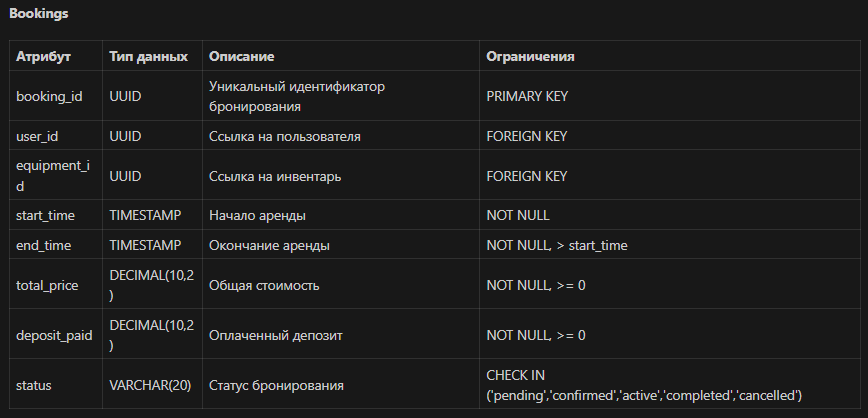 Bookings
Атрибут Тип данных Описание Ограничения
booking_id UUID Уникальный идентификатор бронирования PRIMARY KEY
user_id UUID Ссылка на пользователя FOREIGN KEY
equipment_id UUID Ссылка на инвентарь FOREIGN KEY
start_time TIMESTAMP Начало аренды NOT NULL
end_time TIMESTAMP Окончание аренды NOT NULL, > start_time
total_price DECIMAL(10,2) Общая стоимость NOT NULL, >= 0
deposit_paid DECIMAL(10,2) Оплаченный депозит NOT NULL, >= 0
status VARCHAR(20) Статус бронирования CHECK IN ('pending','confirmed','active','completed','cancelled')